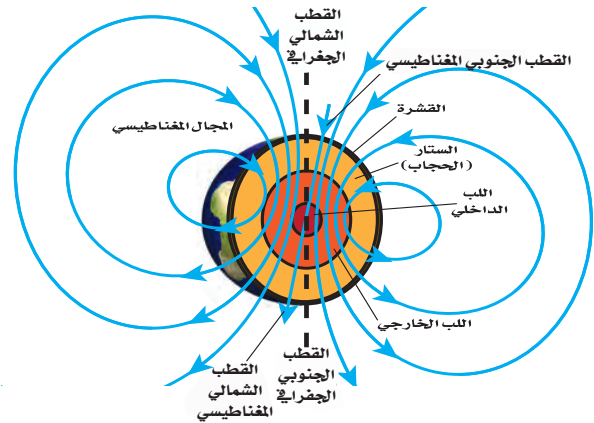 القطب
الشمالي
الجغرافي
القطب الجنوبي المغناطيسي
القشرة
المجال المغناطيسي
الستار
(الحجاب)
اللب
الداخلي
اللب الخارجي
القطب
الجنوبي
الجغرافي
القطب
الشمالي
المغناطيسي